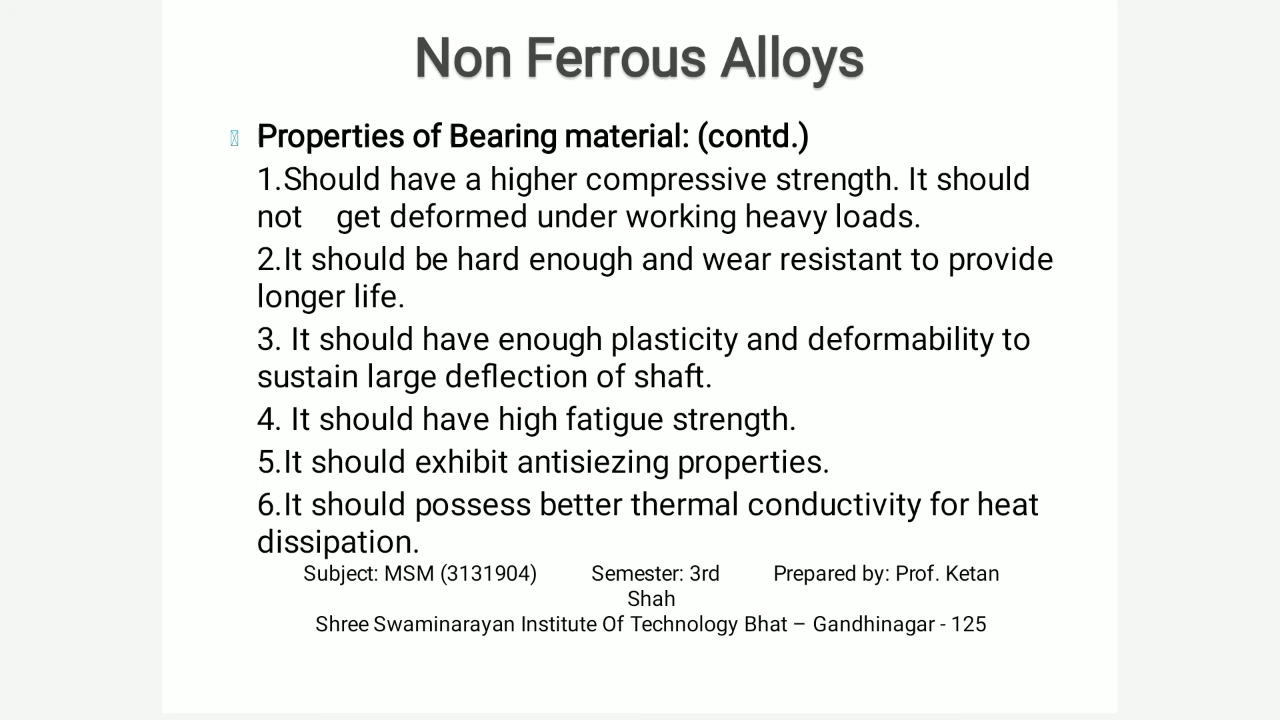 Non Ferrous Alloys
Properties of Bearing material: (contd.)
1.Should have a higher compressive strength. It should
not    get deformed under working heavy loads.
2.It should be hard enough and wear resistant to provide
longer life.
3. It should have enough plasticity and deformability to
sustain large deflection of shaft.
4. It should have high fatigue strength.
5.It should exhibit antisiezing properties.
6.It should possess better thermal conductivity for heat
dissipation.
Subject: MSM (3131904)    Semester: 3rd    Prepared by: Prof. Ketan
Shah
Shree Swaminarayan Institute Of Technology Bhat – Gandhinagar - 125